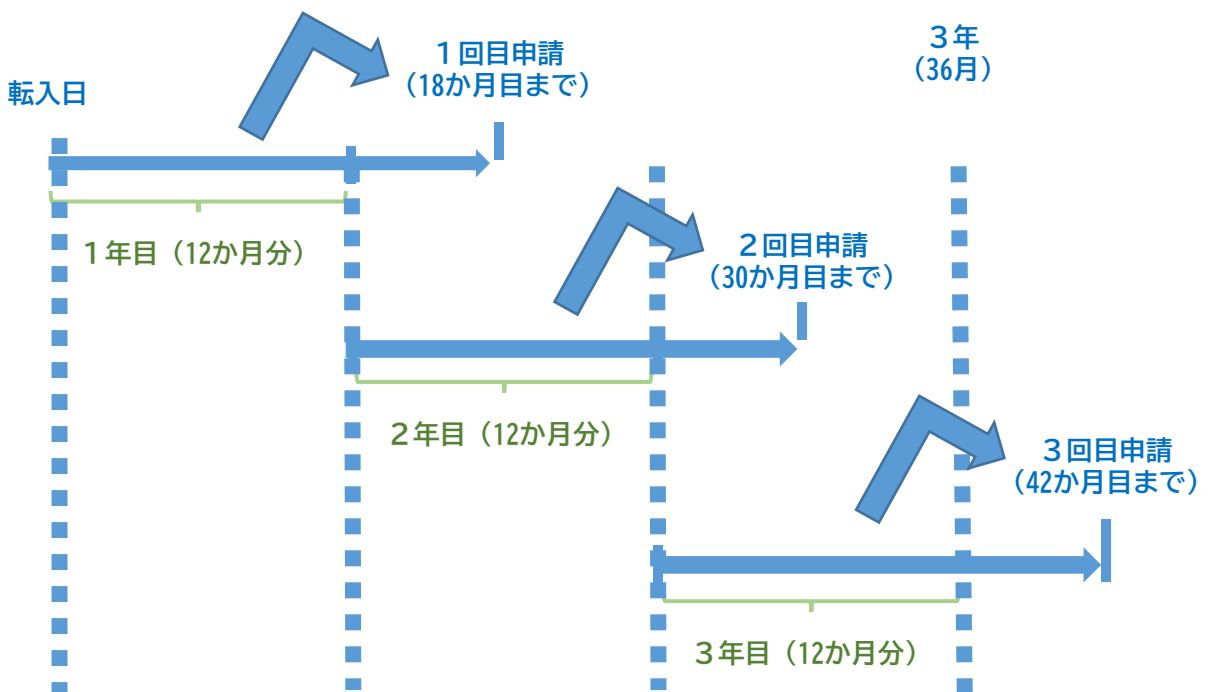 転入日
１回目申請
（18か月目まで）
３年
（36月）
１年目（12か月分）
２回目申請
（30か月目まで）
２年目（12か月分）
３回目申請
（42か月目まで）
３年目（12か月分）